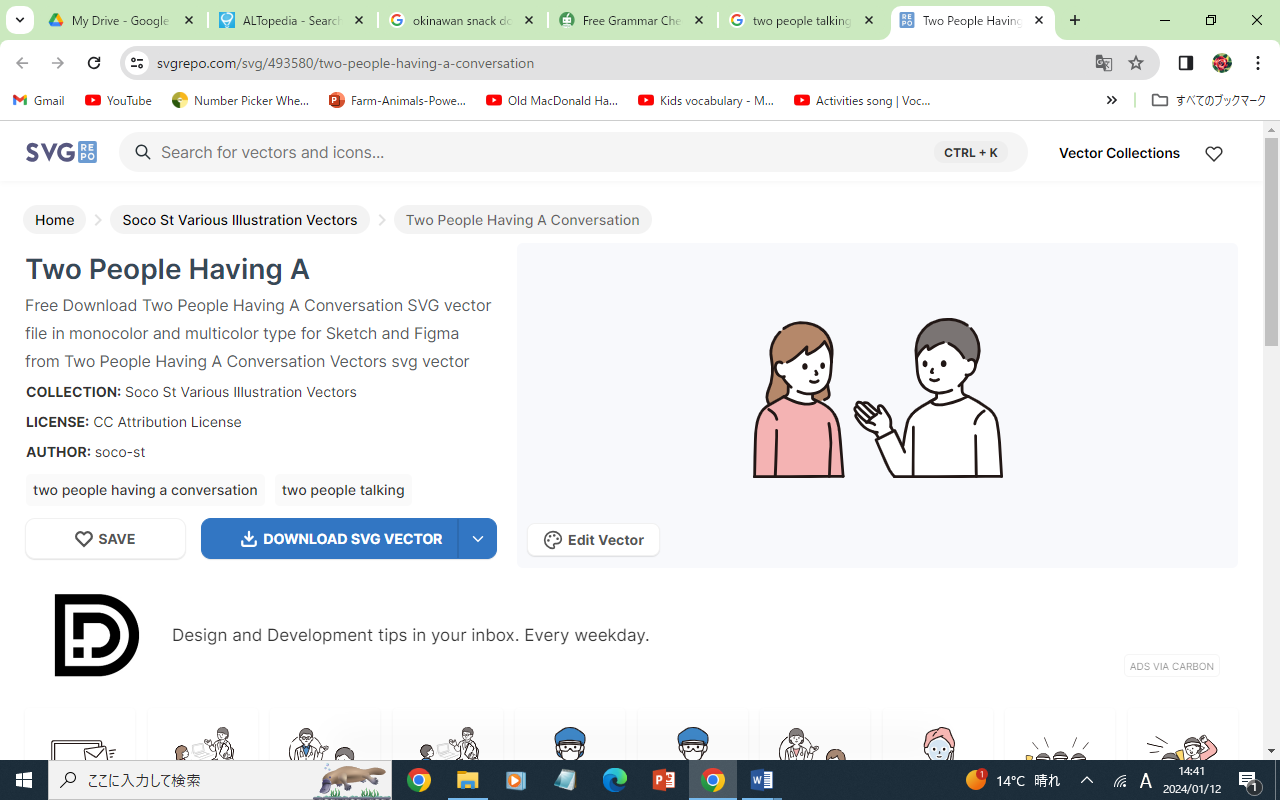 My Drive - Google
ALTopedia - Search
okinawan snack do
Free Grammar Che
two people talking
Two People Having
svgrepo.com/svg/493580/two-people-having-a-conversation
Gmail
YouTube
Number Picker Whe...
Farm-Animals-Powe...
Old MacDonald Ha...
Kids vocabulary - M...
Activities song | Voc...
すべてのブックマーク
SVG REPO
Search for vectors and icons...
CTRL + K
Vector Collections
Home
Soco St Various Illustration Vectors
Two People Having A Conversation
Two People Having A
Free Download Two People Having A Conversation SVG vector
file in monocolor and multicolor type for Sketch and Figma
from Two People Having A Conversation Vectors svg vector
COLLECTION: Soco St Various Illustration Vectors
LICENSE: CC Attribution License
AUTHOR: soco-st
two people having a conversation
two people talking
SAVE
DOWNLOAD SVG VECTOR
Edit Vector
Design and Development tips in your inbox. Every weekday.
ADS VIA CARBON
ここに入力して検索
1
14°C 晴れ
A
14:41
2024/01/12
1